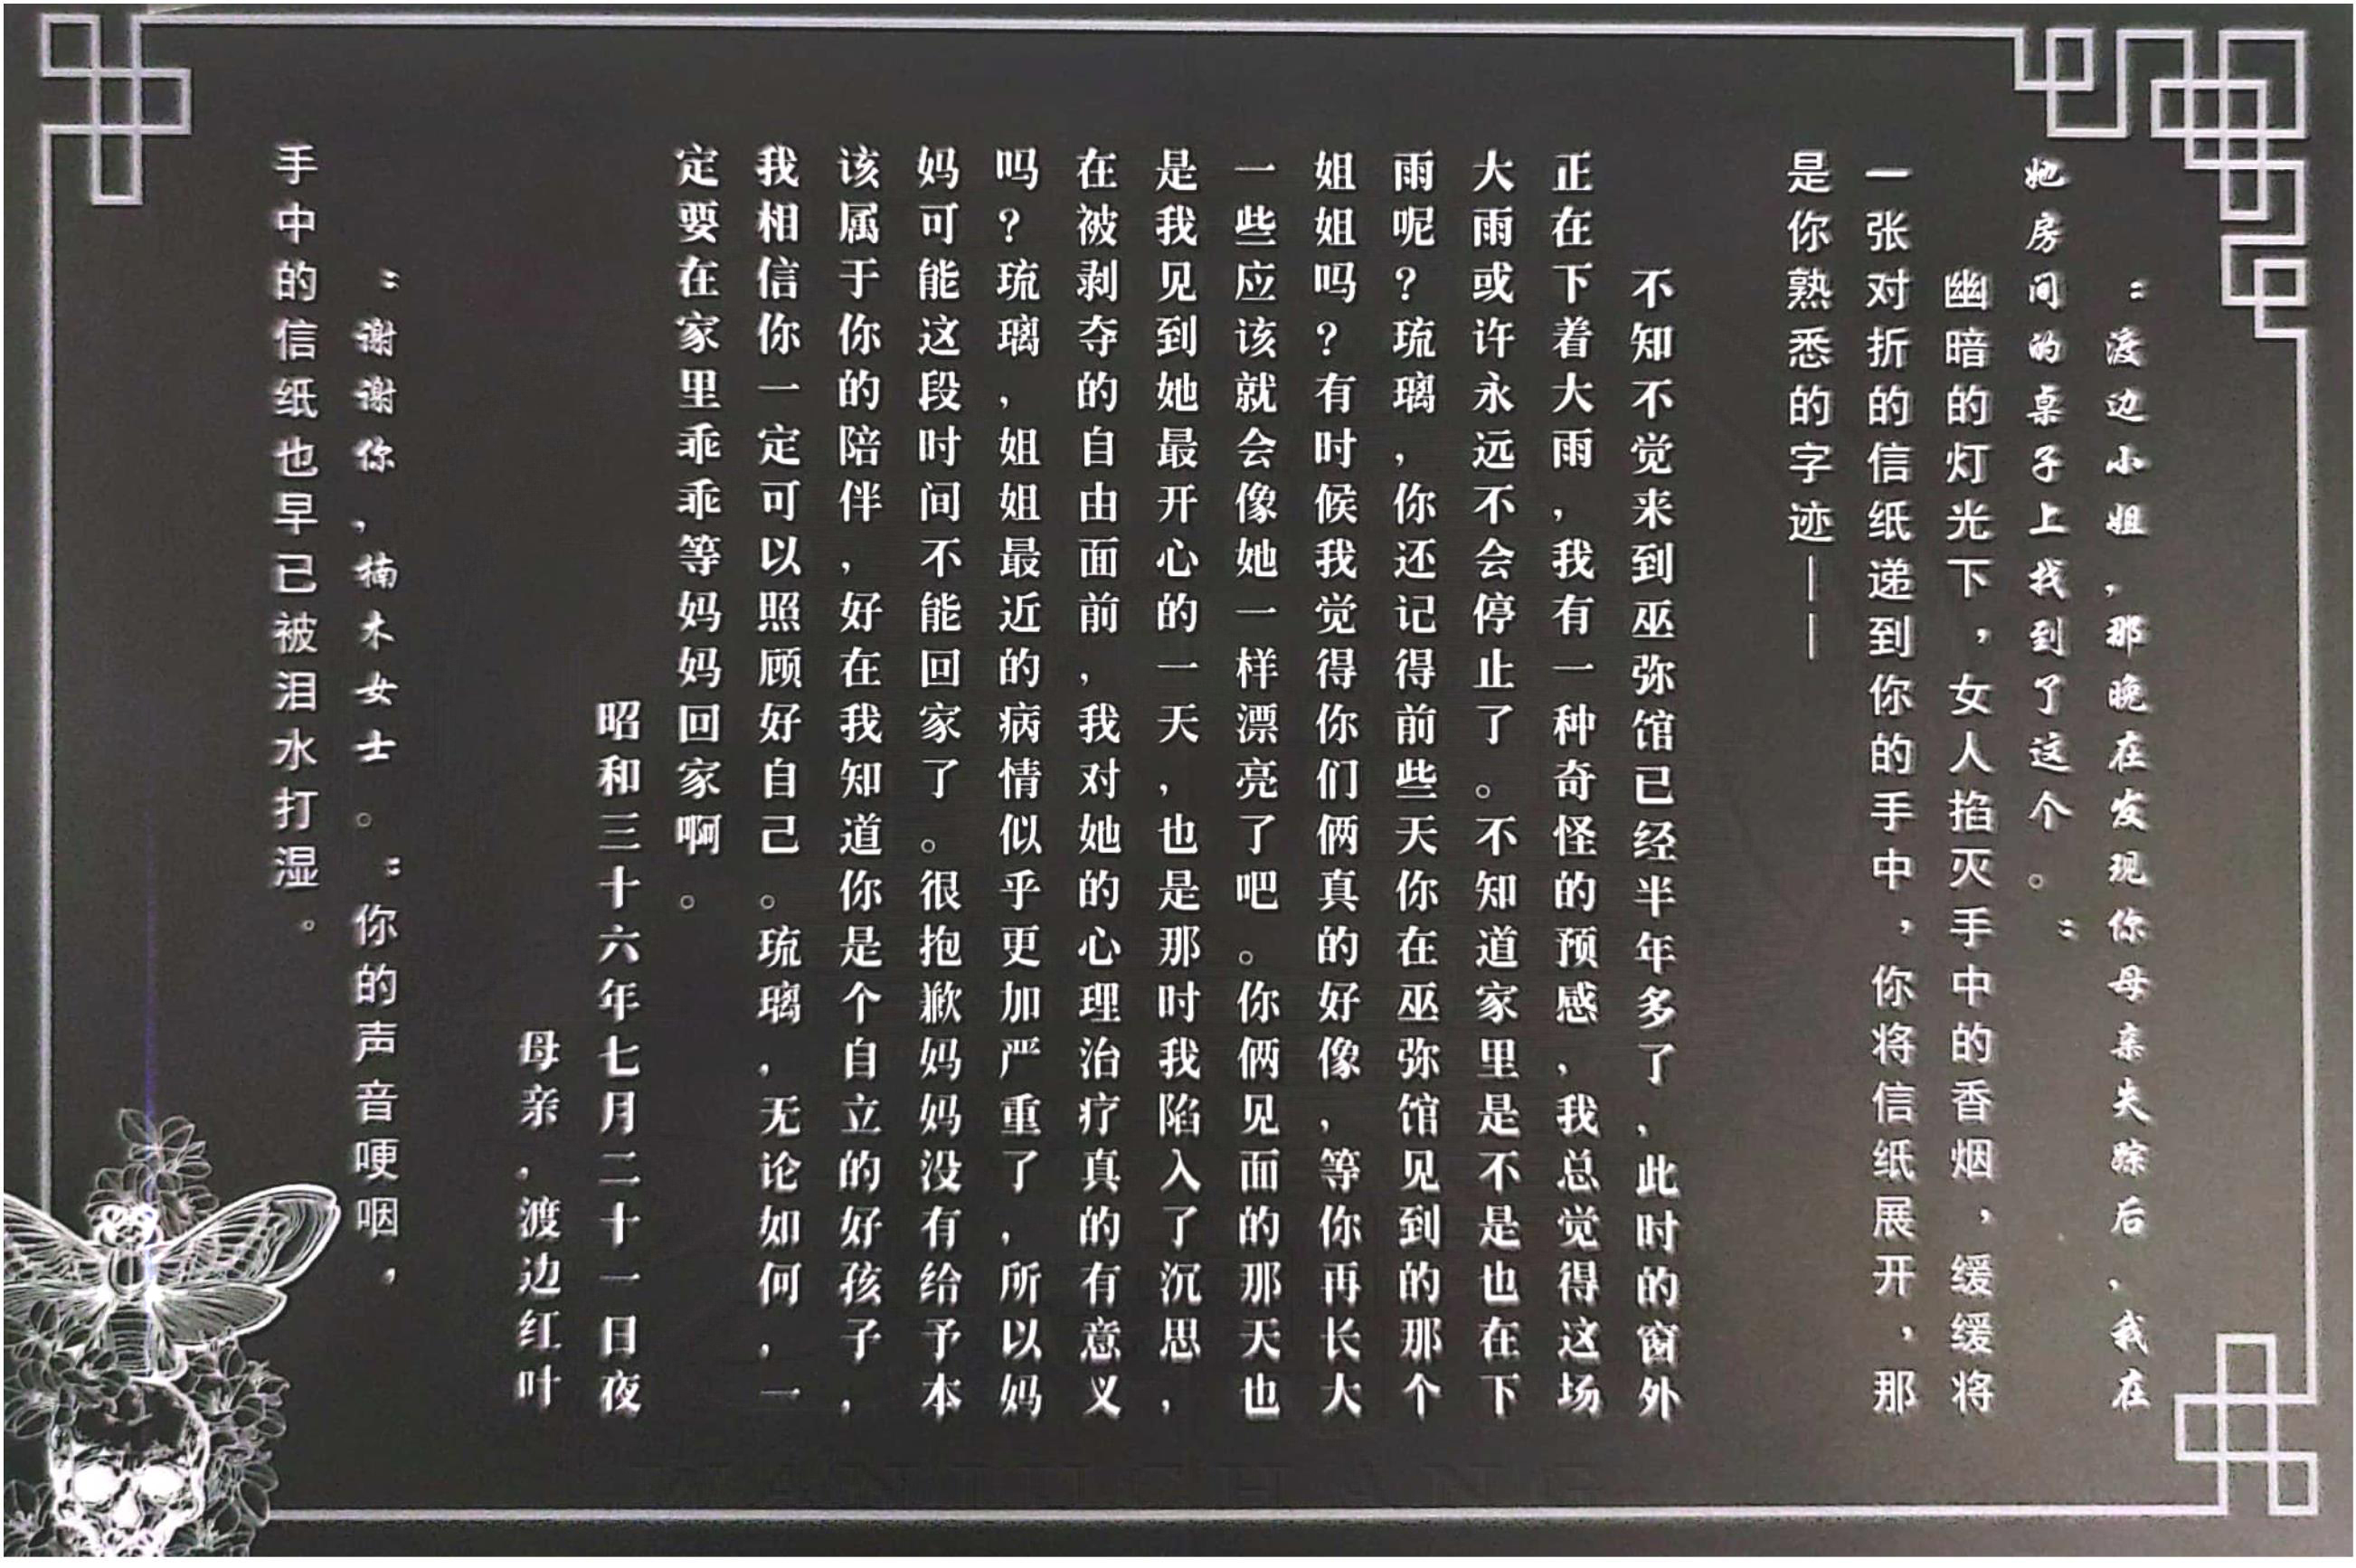 ：渡边小姐，那晚在发现你母亲失踪后，我在
她房间的桌子上找到了这个。：
幽暗的灯光下，女人掐灭手中的香烟，缓缓将
一张对折的信纸递到你的手中，你将信纸展开，那
是你熟悉的字迹——
不知不觉来到巫弥馆已经半年多了，此时的窗外
正在下着大雨，我有一种奇怪的预感，我总觉得这场
大雨或许永远不会停止了。不知道家里是不是也在下
雨呢？琉璃，你还记得前些天你在巫弥馆见到的那个
姐姐吗？有时候我觉得你们俩真的好像，等你再长大
一些应该就会像她一样漂亮了吧。你俩见面的那天也
是我见到她最开心的一天，也是那时我陷入了沉思，
在被剥夺的自由面前，我对她的心理治疗真的有意义
吗？琉璃，姐姐最近的病情似乎更加严重了，所以妈
妈可能这段时间不能回家了。很抱歉妈妈没有给予本
该属于你的陪伴，好在我知道你是个自立的好孩子，
我相信你一定可以照顾好自己。琉璃，无论如何，一
定要在家里乖乖等妈妈回家啊。
昭和三十六年七月二十一日夜
母亲，渡边红叶
：谢谢你，楠木女士。：你的声音哽咽，
手中的信纸也早已被泪水打湿。